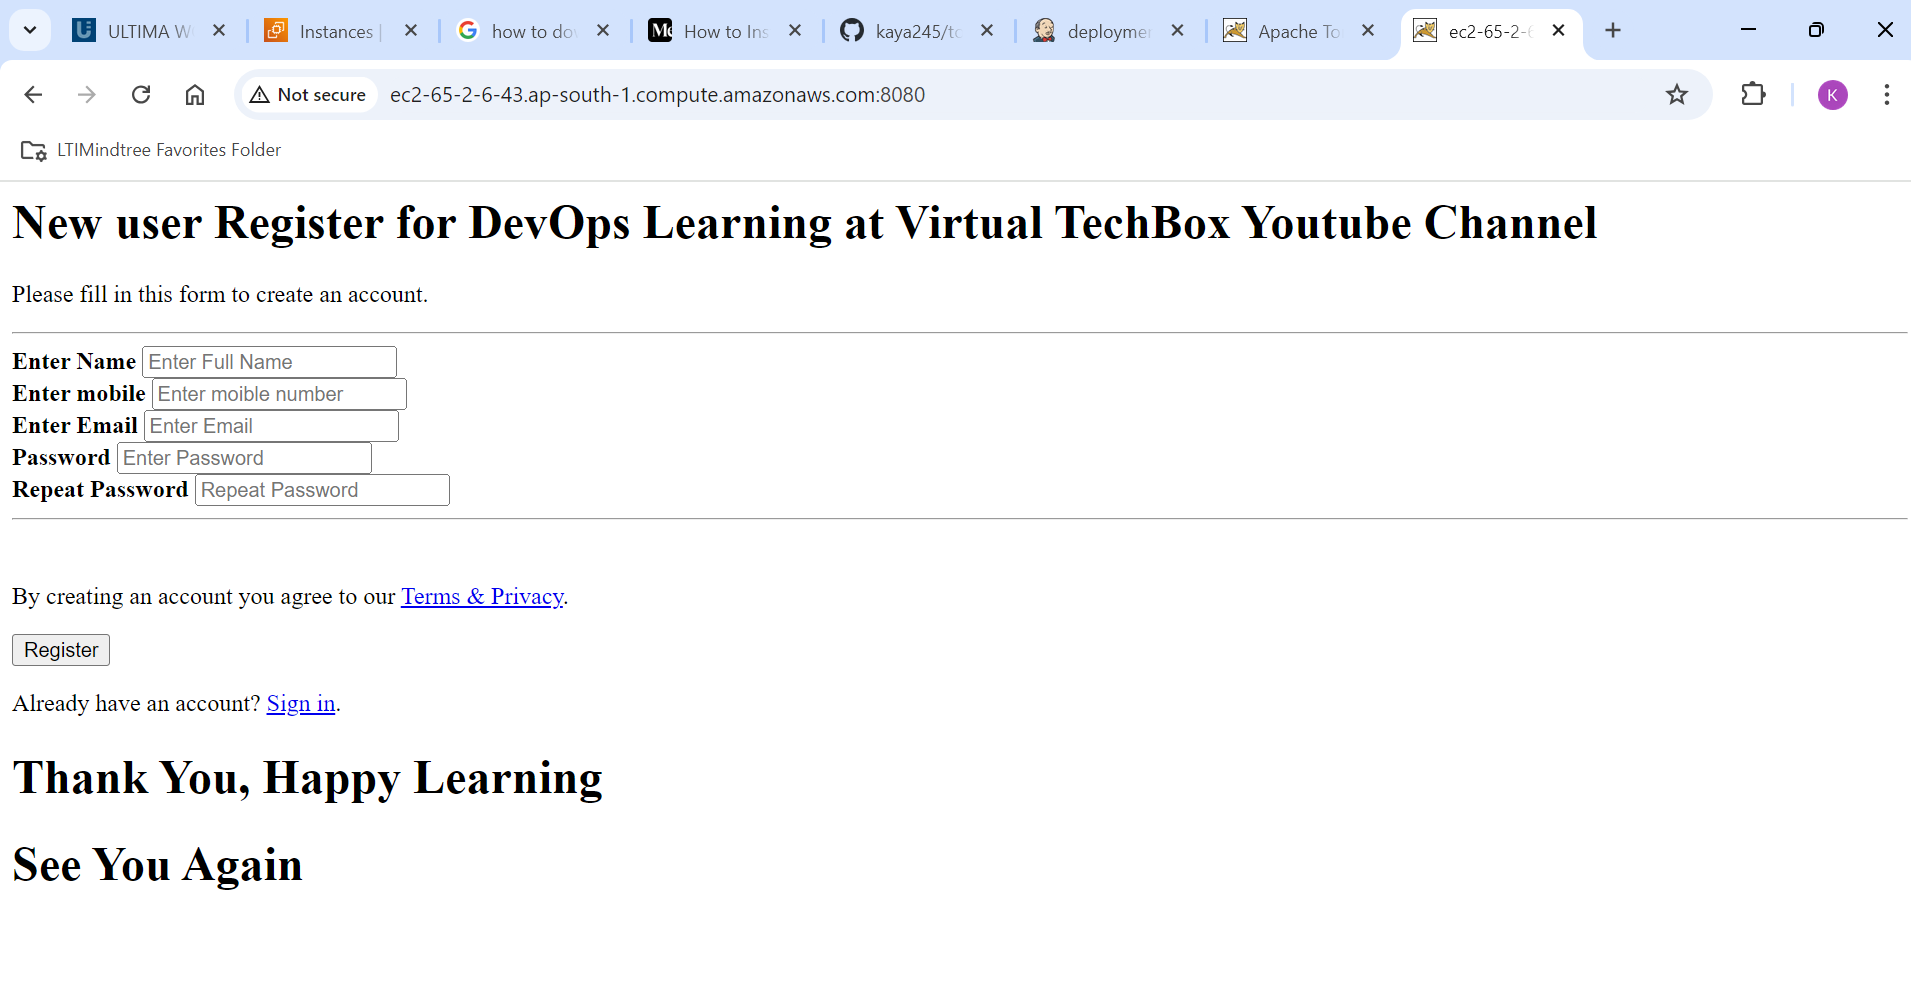 ULTIMA W
Instances |
how to do
Me How to Ins
kaya245/to
deploymen
Apache To
ec2-65-2-6
Not secure ec2-65-2-6-43.ap-south-1.compute.amazonaws.com:8080
K
LTIMindtree Favorites Folder
New user Register for DevOps Learning at Virtual TechBox Youtube Channel
Please fill in this form to create an account.
Enter Name Enter Full Name
Enter mobile Enter moible number
Enter Email Enter Email
Password Enter Password
Repeat Password Repeat Password
By creating an account you agree to our Terms & Privacy.
Register
Already have an account? Sign in.
Thank You, Happy Learning
See You Again